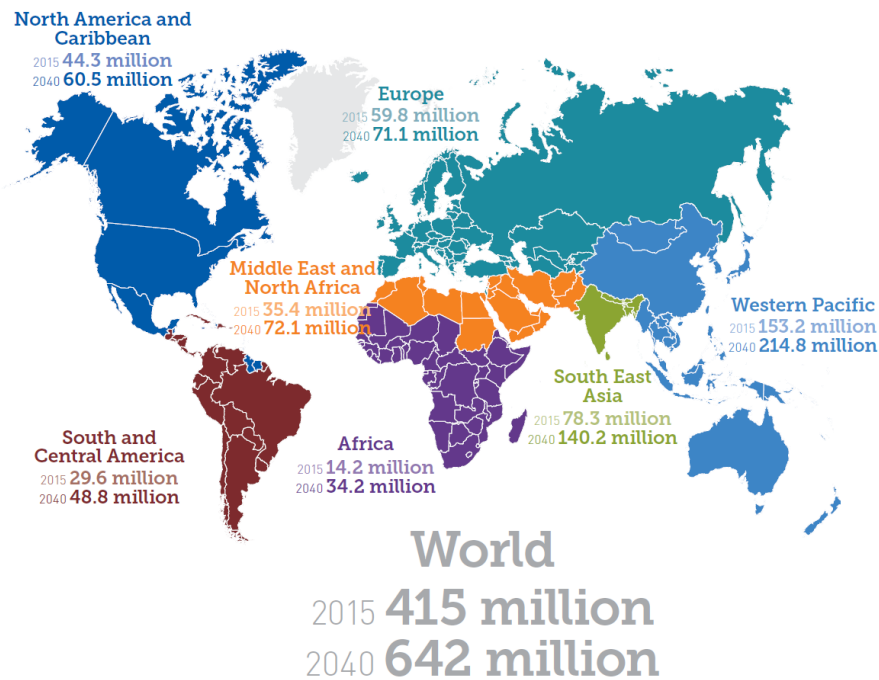 North America and
Caribbean
2015 44.3 million
2040 60.5 million
Europe
2015 59.8 million
2040 71.1 million
Middle East and
North Africa
2015 35.4 million
2040 72.1 million
Western Pacific
2015 153.2 million
2040 214.8 million
South East
Asia
2015 78.3 million
2040 140.2 million
South and
Central America
2015 29.6 million
2040 48.8 million
Africa
2015 14.2 million
2040 34.2 million
World
2015 415 million
2040 642 million